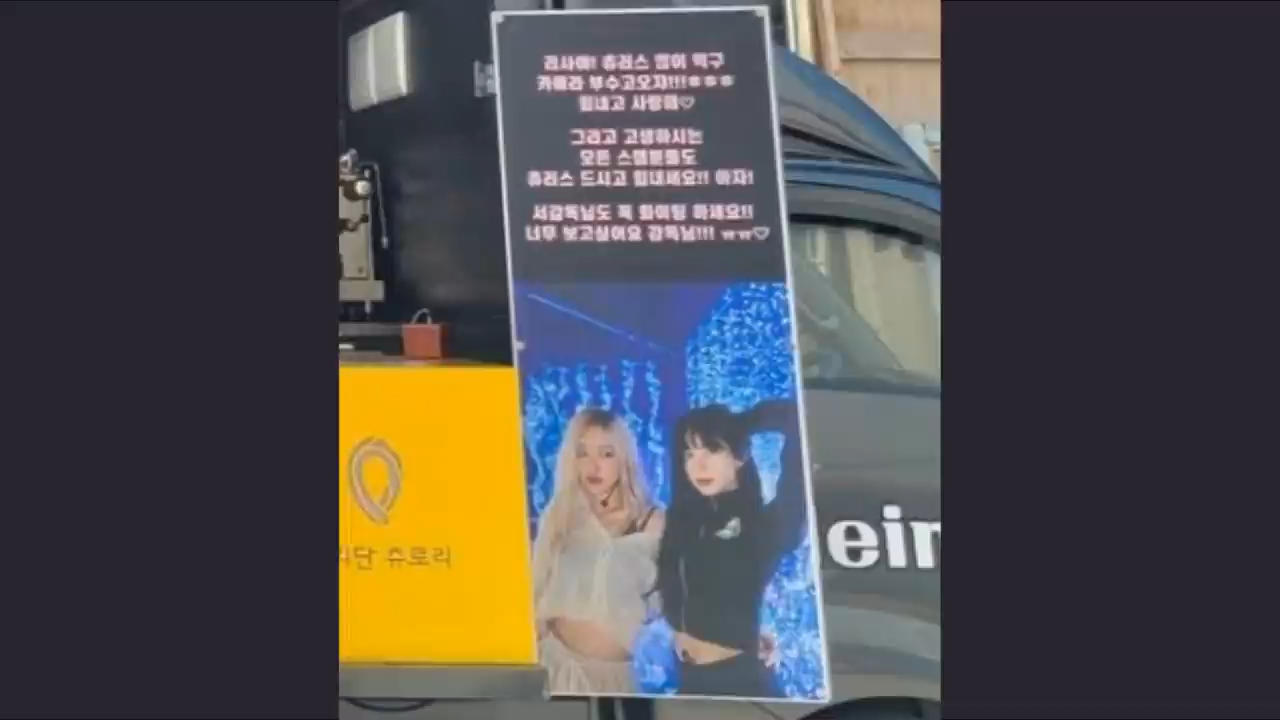 리사야! 츄러스 많이 먹구
카메라 부수고오자!!!ㅎㅎㅎ
힘내고 사랑해♡
그리고 고생하시는
모든 스탭분들도
츄러스 드시고 힘내세요!! 아자!
서감독님도 꼭 화이팅 하세요!!
너무 보고싶어요 감독님!!! ㅠㅠ♡
단 츄로리
ein